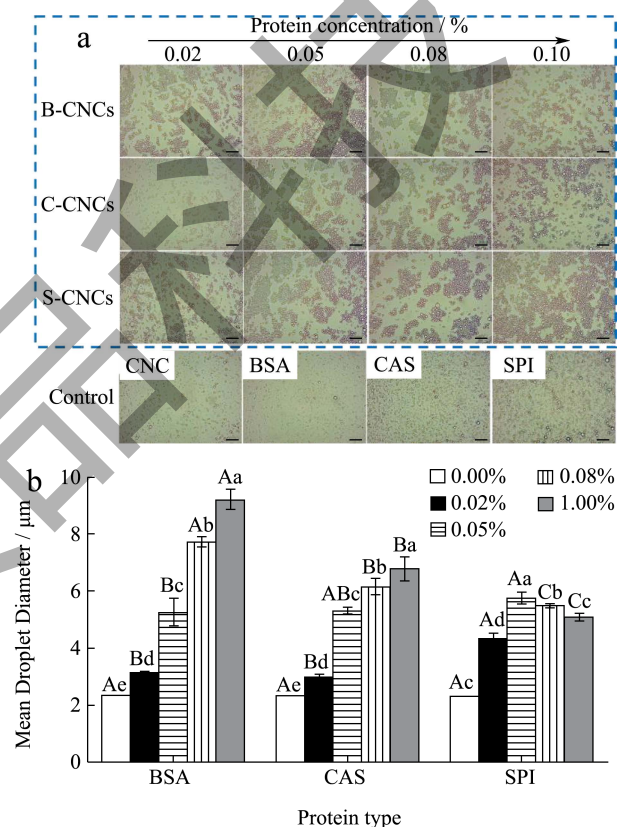 a
Protein concentration / %
0.02 0.05 0.08 0.10
B-CNCs
C-CNCs
S-CNCs
Control
CNC BSA CAS SPI
b
Mean Droplet Diameter / μm
10
8
6
4
2
0
0.00% 0.08%
0.02% 1.00%
0.05%
Ae Bd Bc Ab Aa
Ae Bd ABc Bb Ba
Ac Ad Aa Cb Cc
BSA CAS SPI
Protein type